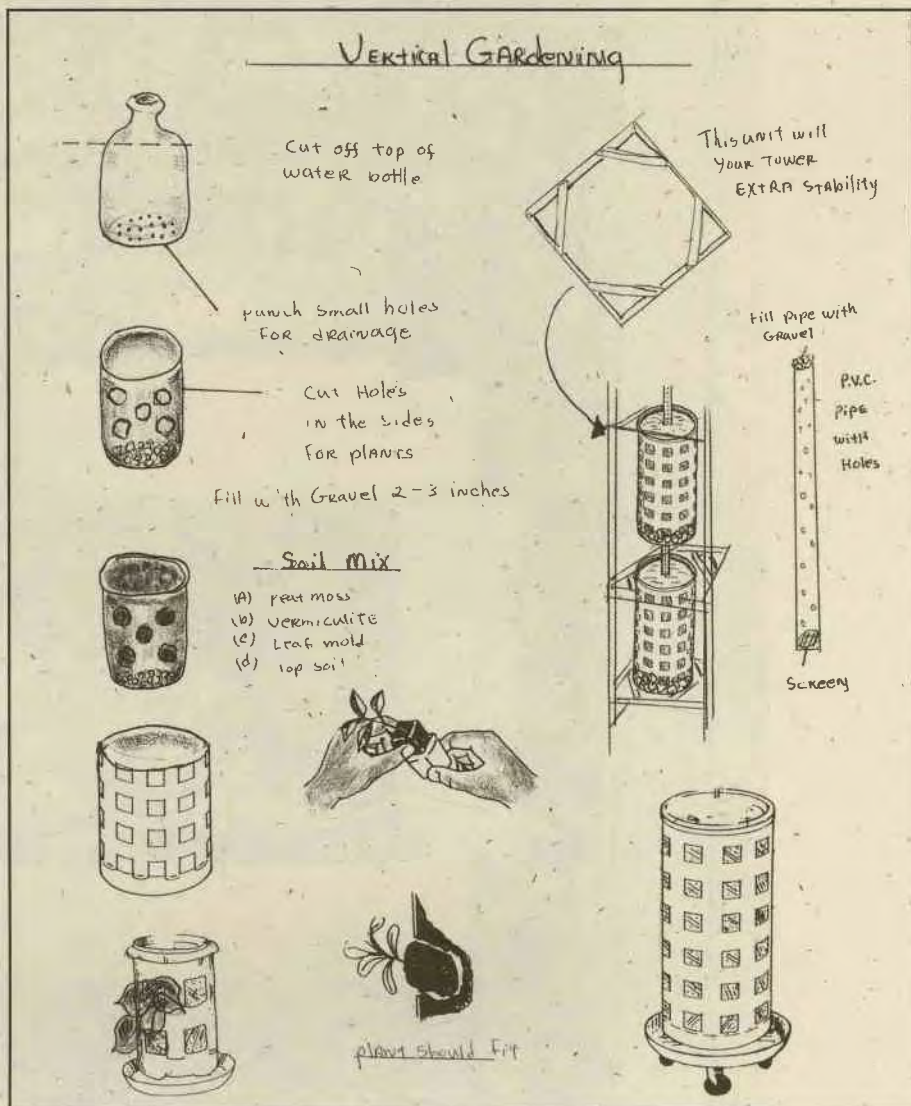 VERTICAL GARDENING
Cut off top of
water bottle
punch small holes
FOR drainage
Cut Holes
in the sides
FOR plants
Fill with Gravel 2-3 inches
Soil Mix
(A) peat moss
(b) VERMICULITE
(c) Leaf mold
(d) Top soil
plant should Fit
This unit will
YOUR TOWER
EXTRA STABILITY
Fill pipe with
Gravel
P.V.C.
Pipe
with
Holes
SCREEN